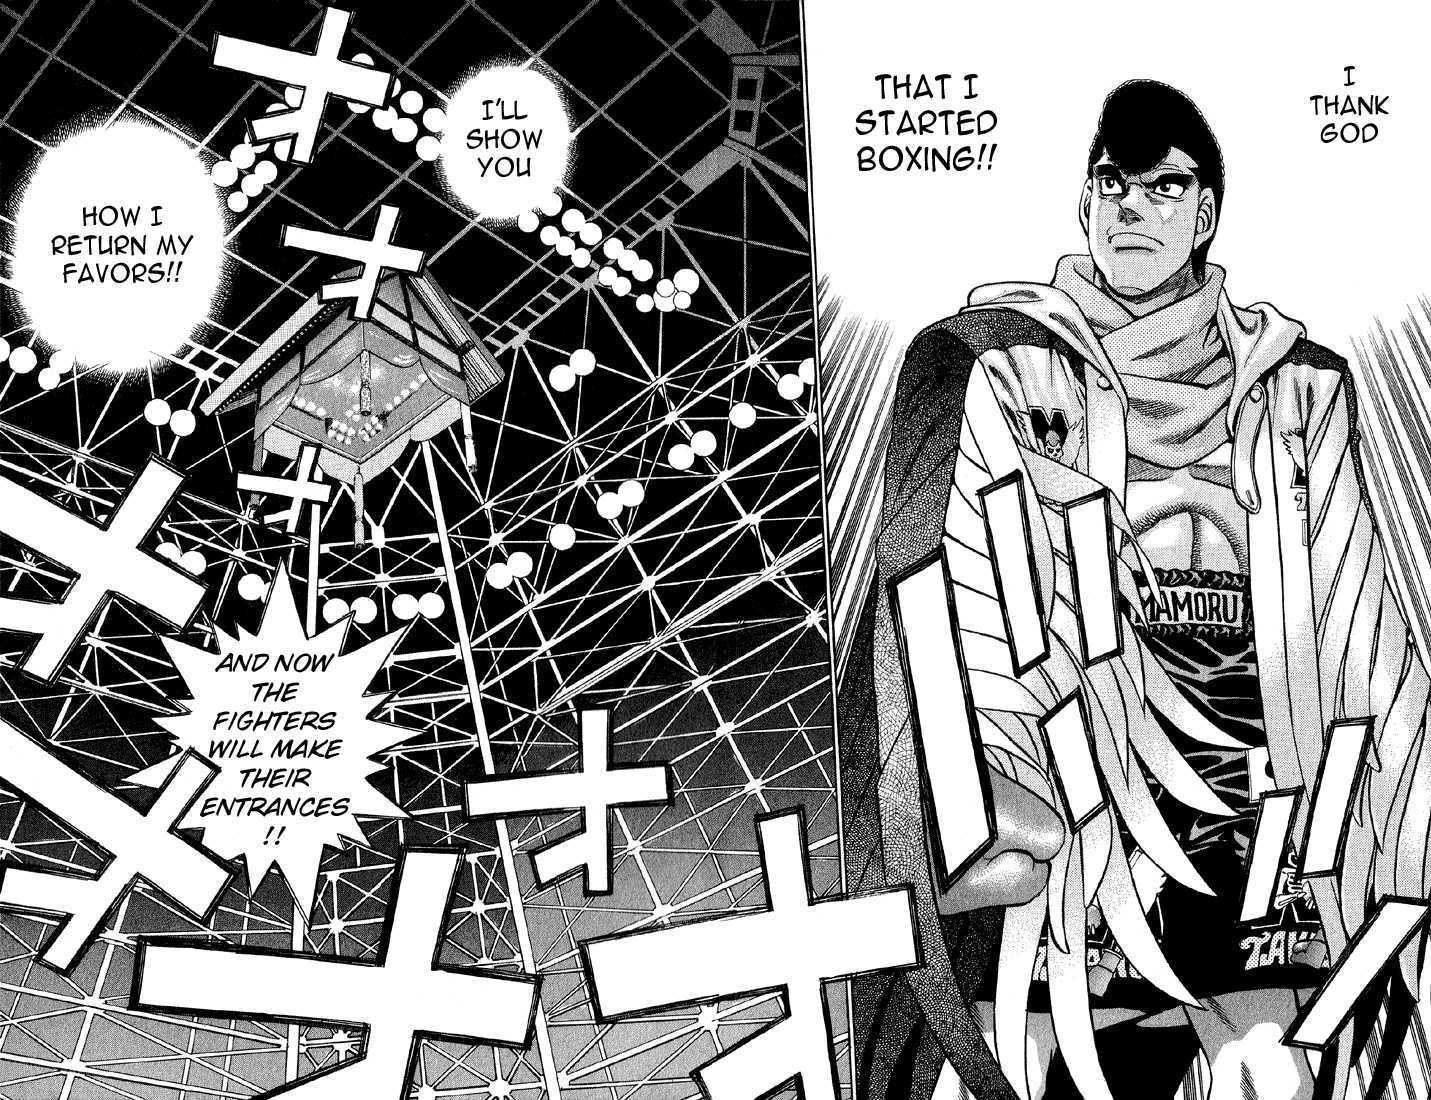 I
THANK
GOD
THAT I
STARTED
BOXING!!
MAMORU
TAK
I'LL
SHOW
YOU
HOW I
RETURN MY
FAVORS!!
AND NOW
THE
FIGHTERS
WILL MAKE
THEIR
ENTRANCES
!!